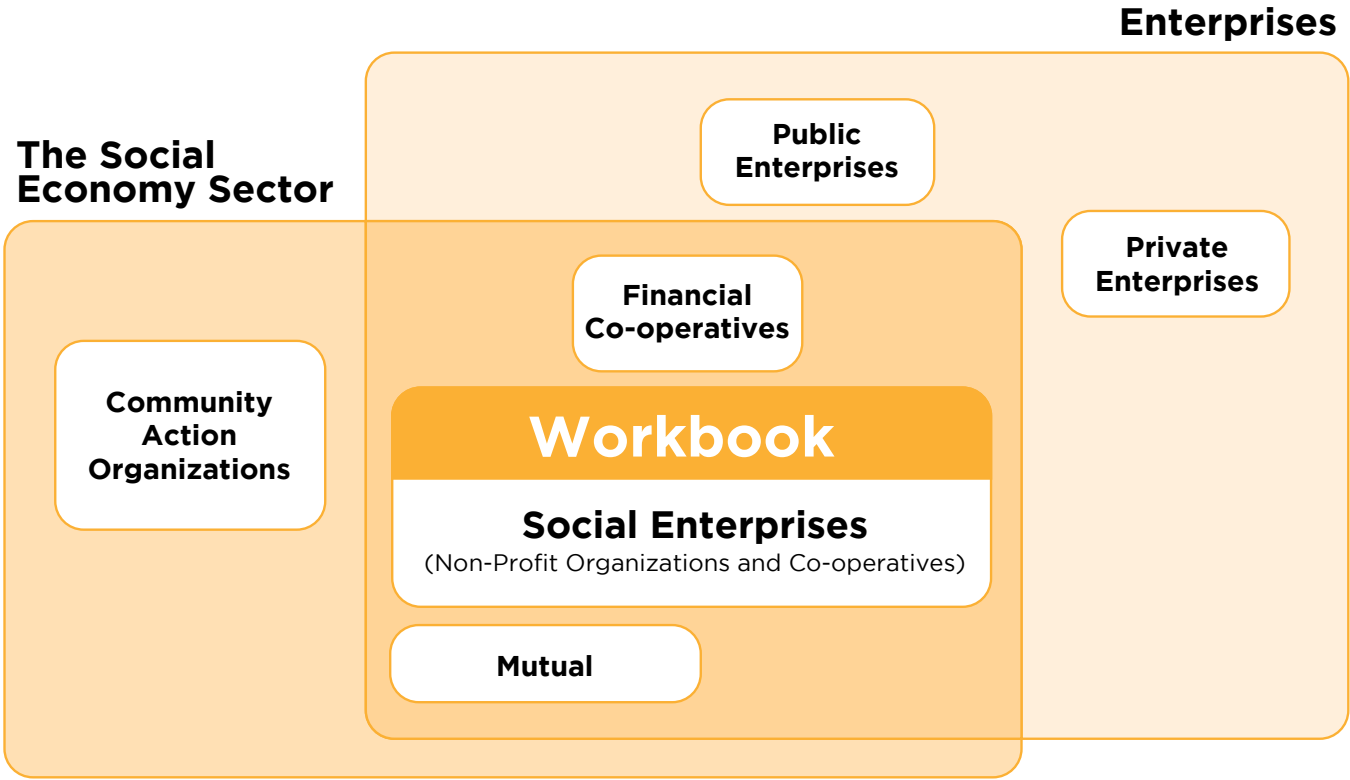 Enterprises
Public
Enterprises
The Social
Economy Sector
Private
Enterprises
Financial
Co-operatives
Community
Action
Organizations
Workbook
Social Enterprises
(Non-Profit Organizations and Co-operatives)
Mutual